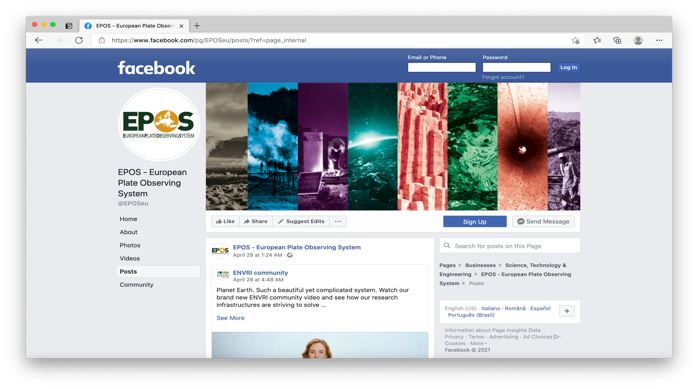 EPOS - European Plate Observin
https://www.facebook.com/pg/EPOSeu/posts/?ref=page_internal
facebook
Email or Phone
Password
Log In
Forgot account?
EPOS
EUROPEAN PLATE OBSERVING SYSTEM
EPOS - European
Plate Observing
System
@EPOSeu
Home
About
Photos
Videos
Posts
Community
Like
Share
Suggest Edits
Sign Up
Send Message
EPOS
EPOS - European Plate Observing System
April 29 at 1:24 AM ·
ENVRI community
April 28 at 4:48 AM
Planet Earth. Such a beautiful yet complicated system. Watch our
brand new ENVRI community video and see how our research
infrastructures are striving to solve ...
See More
Search for posts on this Page
Pages > Businesses > Science, Technology &
Engineering > EPOS - European Plate Observing
System > Posts
English (US) · Italiano · Română · Español
· Português (Brasil)
Information about Page Insights Data
Privacy · Terms · Advertising · Ad Choices
Cookies · More
Facebook © 2021